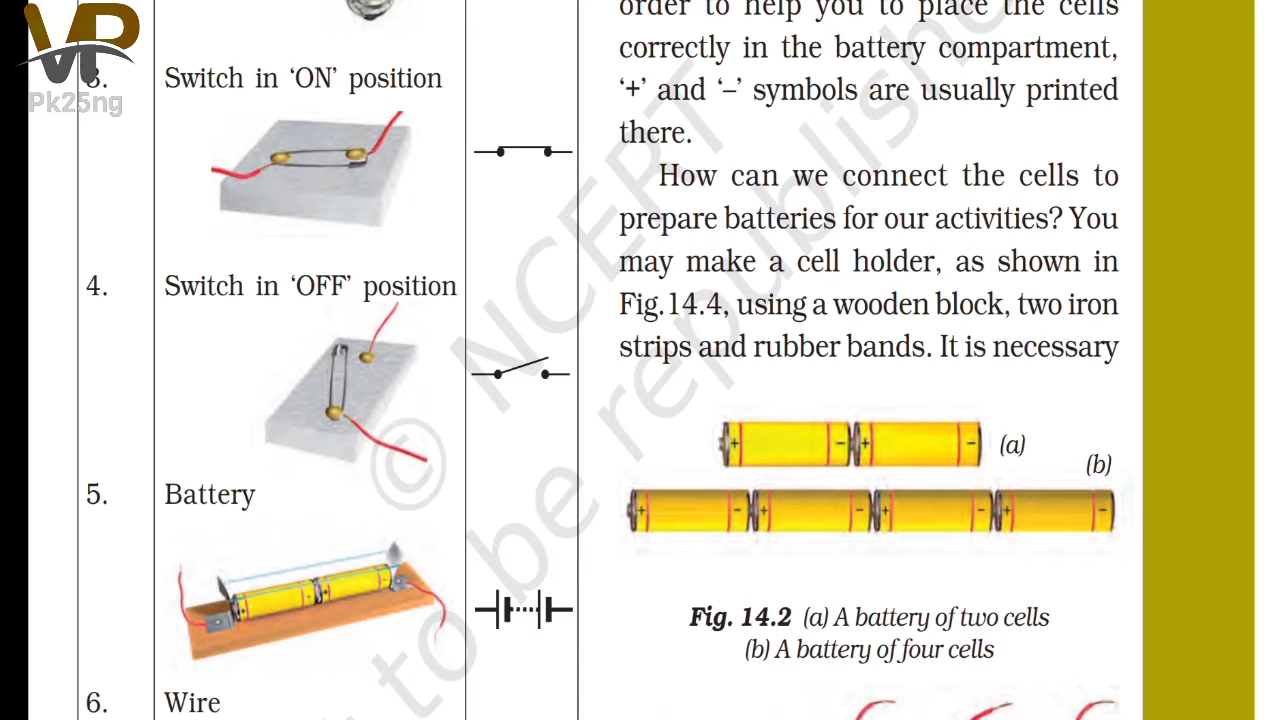 VP
Pk25ng
3.
Switch in ‘ON’ position
4.
Switch in ‘OFF’ position
5.
Battery
6.
Wire
order to help you to place the cells
correctly in the battery compartment,
‘+’ and ‘–’ symbols are usually printed
there.
How can we connect the cells to
prepare batteries for our activities? You
may make a cell holder, as shown in
Fig.14.4, using a wooden block, two iron
strips and rubber bands. It is necessary
+ – + – (a)
(b)
+ – + – + – + –
Fig. 14.2 (a) A battery of two cells
(b) A battery of four cells
© NCERT
to be republishe